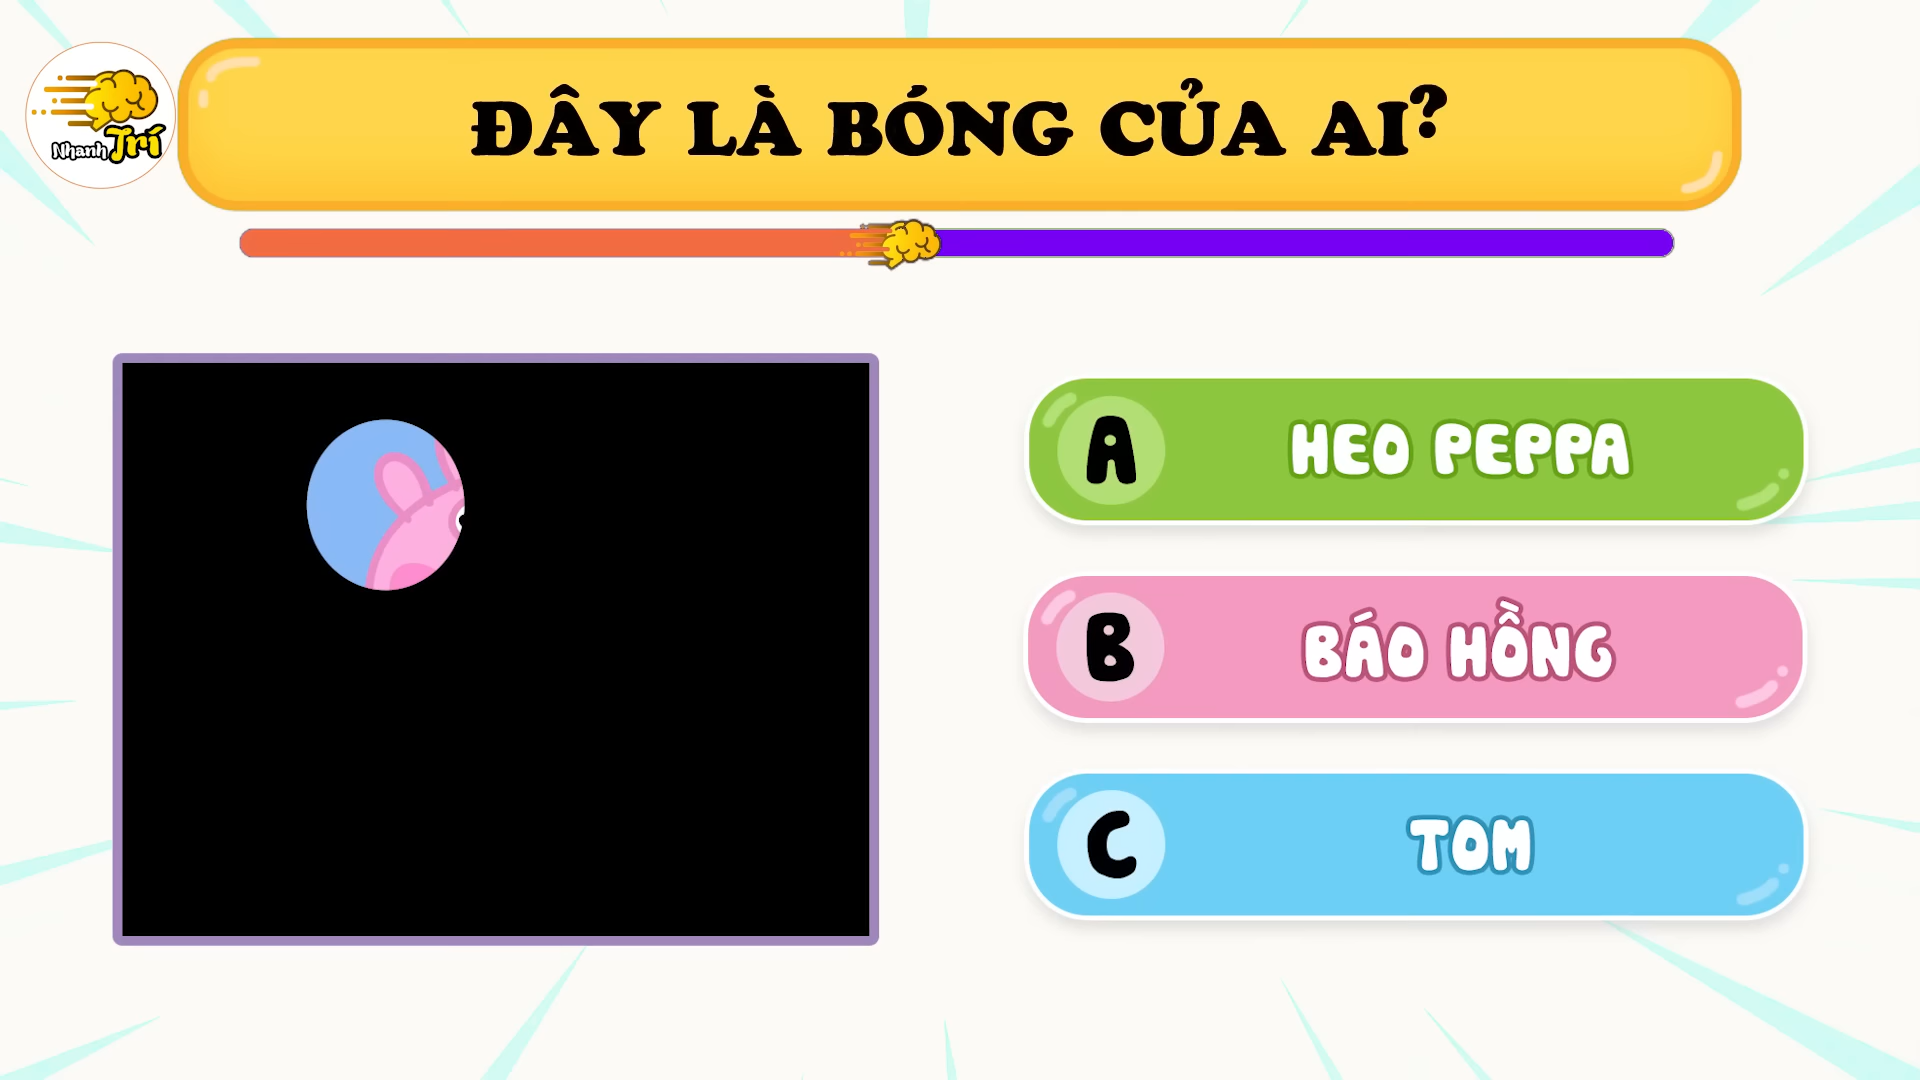 Nhanh Trí
ĐÂY LÀ BÓNG CỦA AI?
A HEO PEPPA
B BÁO HỒNG
C TOM